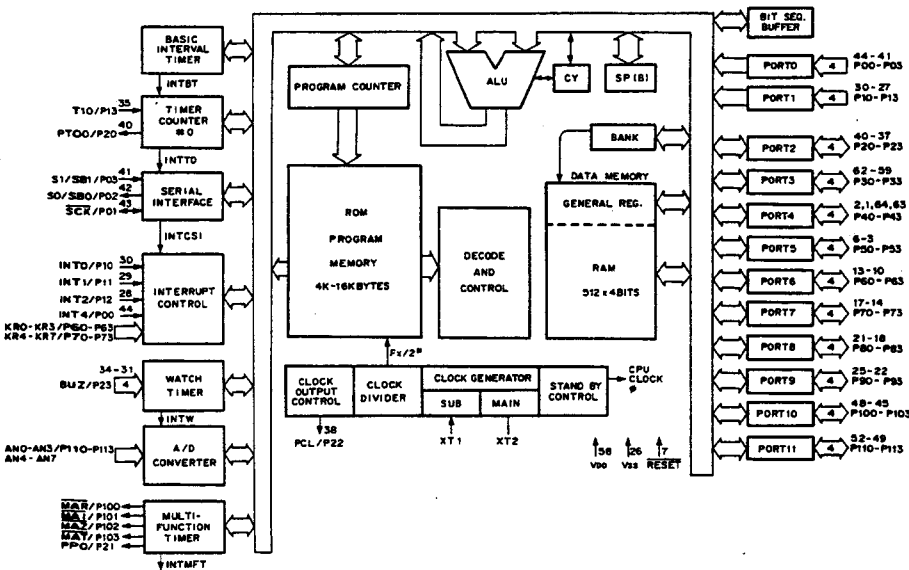 BASIC INTERVAL TIMER
INTBT
35
TI0/P13
40
PTO0/P20
TIMER COUNTER #0
INTTO
41
S1/SB1/P03
42
SO/SB0/P02
43
SCK/P01
SERIAL INTERFACE
INTCSI
30
INT0/P10
29
INT1/P11
28
INT2/P12
44
INT4/P00
KR0-KR3/P60-P63
KR4-KR7/P70-P73
INTERRUPT CONTROL
34-31
BUZ/P23
4
WATCH TIMER
INTW
AN0-AN3/P110-P113
AN4-AN7
A/D CONVERTER
MAR/P100
MAI/P101
MAZ/P102
MAT/P103
PPO/P21
MULTI-FUNCTION TIMER
INTMFT
PROGRAM COUNTER
ALU
CY
SP (8)
BANK
ROM
PROGRAM
MEMORY
4K-16KBYTES
DECODE
AND
CONTROL
DATA MEMORY
GENERAL REG.
RAM
512 x 4BITS
Fx/2ᴺ
CLOCK OUTPUT CONTROL
CLOCK DIVIDER
CLOCK GENERATOR
SUB
MAIN
STAND BY CONTROL
CPU
CLOCK
Φ
38
PCL/P22
XT1
XT2
58
VDD
26
VSS
7
RESET
BIT SEQ.
BUFFER
PORT0
4
44-41
P00-P03
PORT1
4
30-27
P10-P13
PORT2
4
40-37
P20-P23
PORT3
4
62-59
P30-P33
PORT4
4
2,1,64,63
P40-P43
PORT5
4
6-3
P50-P53
PORT6
4
13-10
P60-P63
PORT7
4
17-14
P70-P73
PORT8
4
21-18
P80-P83
PORT9
4
25-22
P90-P93
PORT10
4
48-45
P100-P103
PORT11
4
52-49
P110-P113